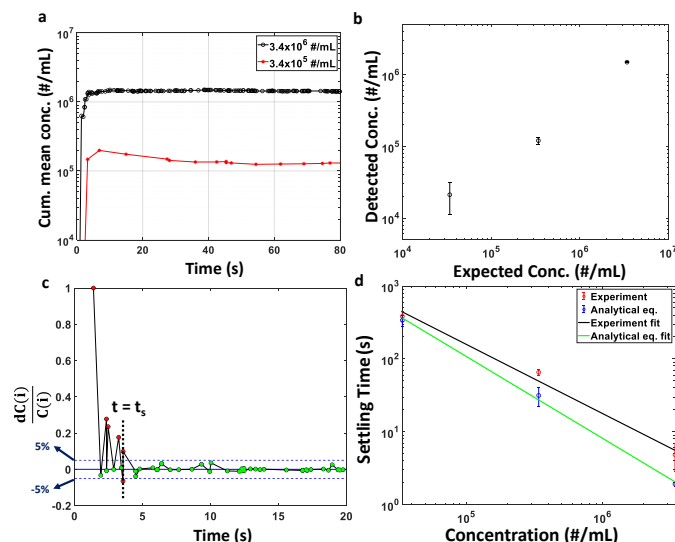 a
Cum. mean conc. (#/mL)
10^7
10^6
10^5
10^4
3.4x10^6 #/mL
3.4x10^5 #/mL
0 20 40 60 80
Time (s)
b
Detected Conc. (#/mL)
10^6
10^5
10^4
10^4 10^5 10^6 10^7
Expected Conc. (#/mL)
c
dC(i)
C(i)
1
0.8
0.6
0.4
0.2
0
-0.2
5%
-5%
t = t_s
0 5 10 15 20
Time (s)
d
Settling Time (s)
10^3
10^2
10^1
10^0
Experiment
Analytical eq.
Experiment fit
Analytical eq. fit
10^5 10^6
Concentration (#/mL)